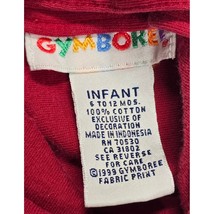 GYMBOREE
INFANT
6 TO 12 MOS.
100% COTTON
EXCLUSIVE OF
DECORATION
MADE IN INDONESIA
RN 70530
CA 31802
SEE REVERSE
FOR CARE
©1999 GYMBOREE
FABRIC PRINT